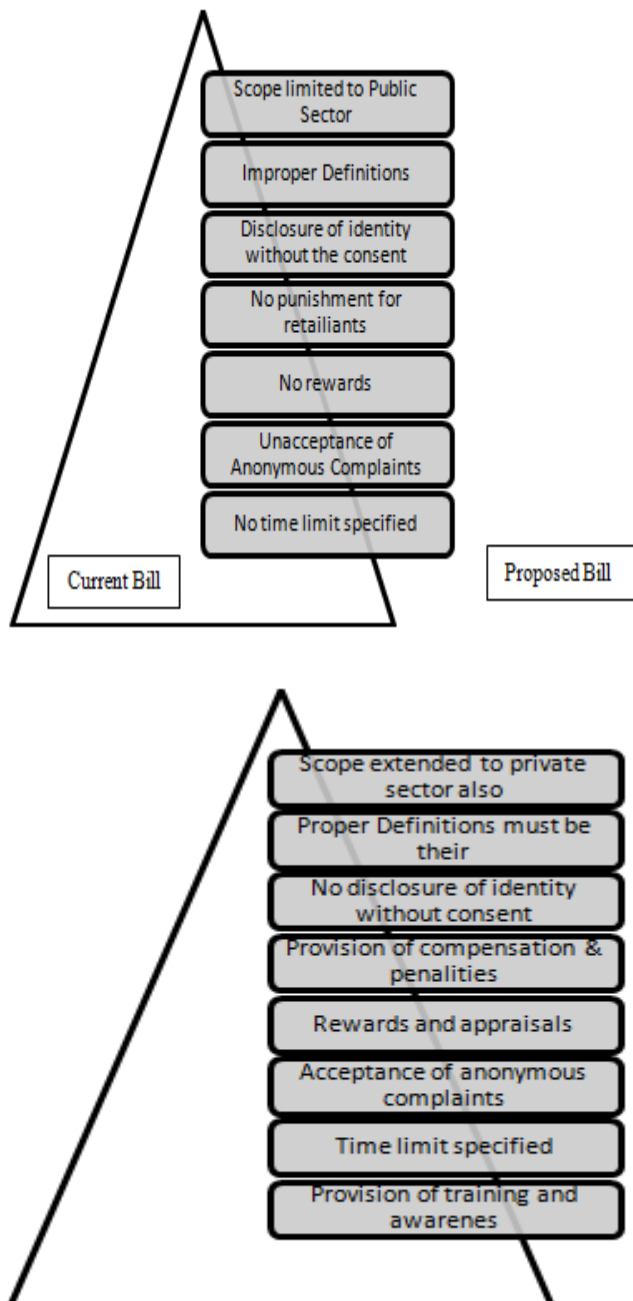 Scope limited to Public
Sector
Improper Definitions
Disclosure of identity
without the consent
No punishment for
retailiants
No rewards
Unacceptance of
Anonymous Complaints
No time limit specified
Current Bill
Proposed Bill
Scope extended to private
sector also
Proper Definitions must be
their
No disclosure of identity
without consent
Provision of compensation &
penalities
Rewards and appraisals
Acceptance of anonymous
complaints
Time limit specified
Provision of training and
awarenes